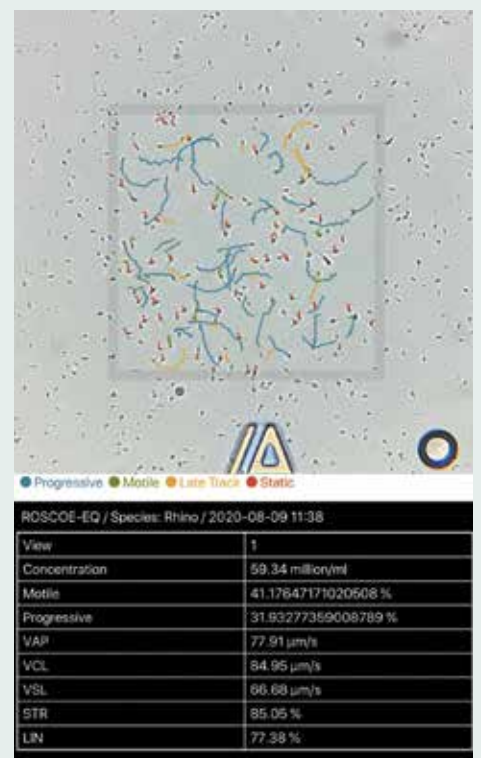 Progressive Motile Late Track Static
ROSCOE-EQ / Species: Rhino / 2020-08-09 11:38
View 1
Concentration 59.34 million/ml
Motile 41.17647171020508 %
Progressive 31.93277359008789 %
VAP 77.91 µm/s
VCL 84.95 µm/s
VSL 66.68 µm/s
STR 85.05 %
LIN 77.38 %